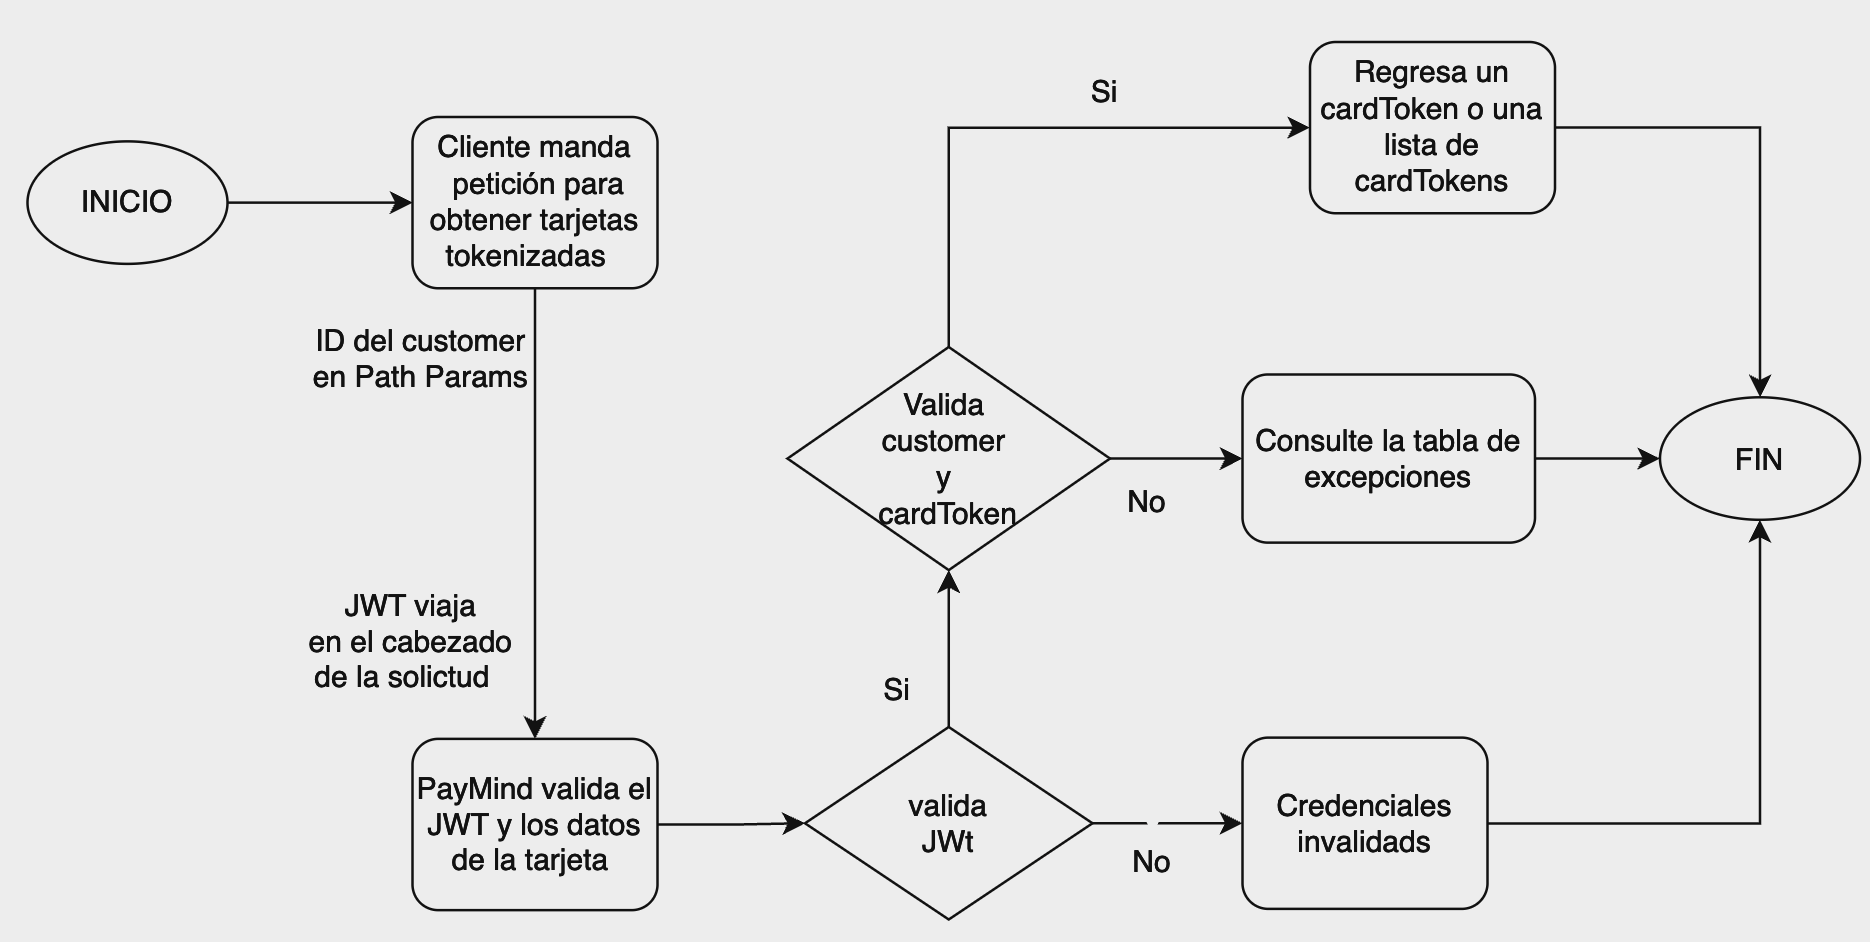 INICIO
Cliente manda
petición para
obtener tarjetas
tokenizadas
ID del customer
en Path Params
JWT viaja
en el cabezado
de la solictud
PayMind valida el
JWT y los datos
de la tarjeta
valida
JWt
No
Credenciales
invalidads
Si
Valida
customer
y
cardToken
No
Consulte la tabla de
excepciones
Si
Regresa un
cardToken o una
lista de
cardTokens
FIN